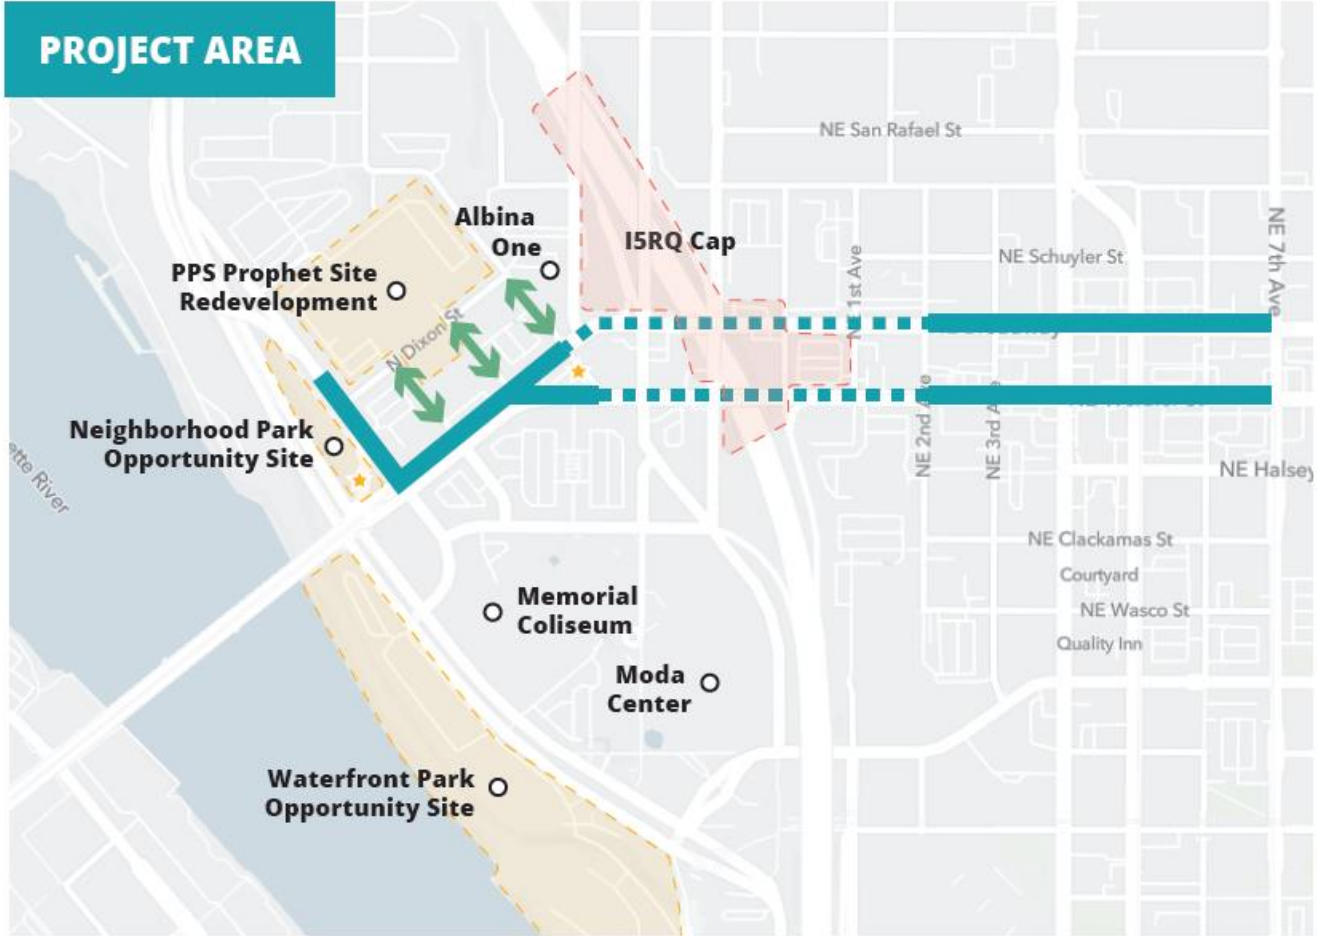 PROJECT AREA
NE San Rafael St
Albina
One
I5RQ Cap
NE 1st Ave
NE Schuyler St
NE 7th Ave
PPS Prophet Site
Redevelopment
N Dixon St
Neighborhood Park
Opportunity Site
ette River
NE 2nd Ave
NE 3rd Ave
NE Halsey
NE Clackamas St
Courtyard
NE Wasco St
Quality Inn
Memorial
Coliseum
Moda
Center
Waterfront Park
Opportunity Site